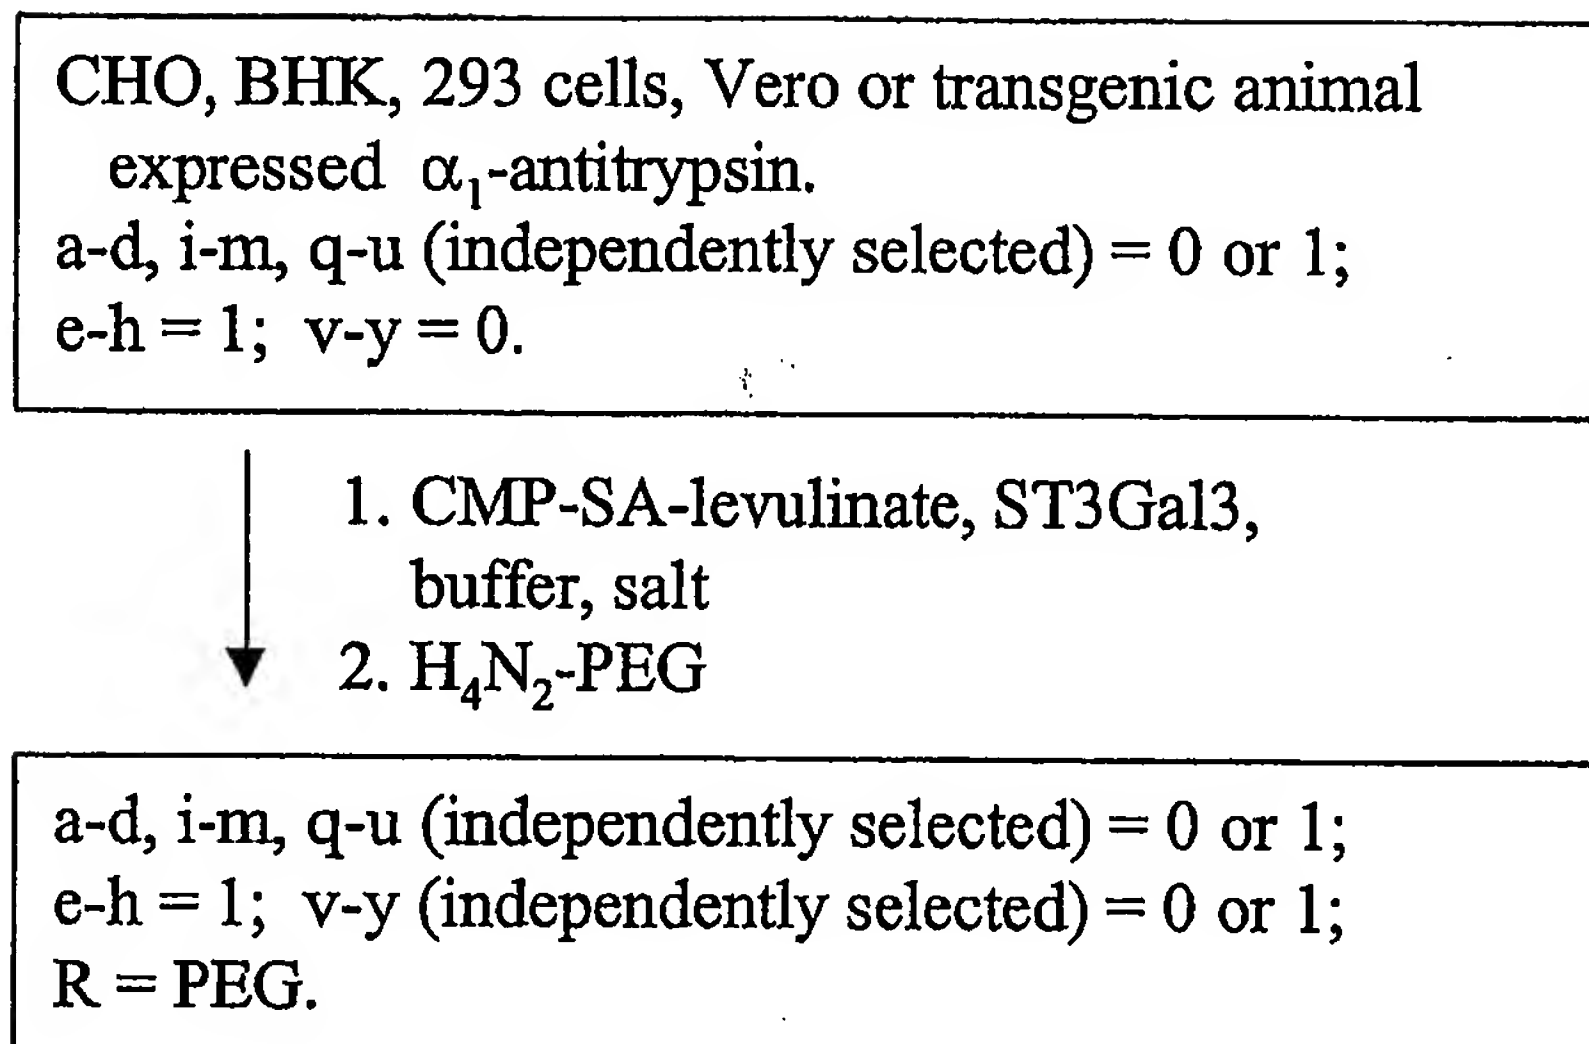 CHO, BHK, 293 cells, Vero or transgenic animal
expressed α₁-antitrypsin.
a-d, i-m, q-u (independently selected) = 0 or 1;
e-h = 1; v-y = 0.
1. CMP-SA-levulinate, ST3Gal3,
buffer, salt
2. H₄N₂-PEG
a-d, i-m, q-u (independently selected) = 0 or 1;
e-h = 1; v-y (independently selected) = 0 or 1;
R = PEG.